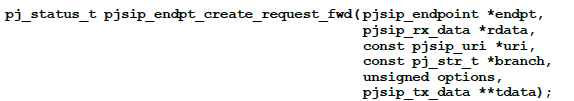 pj_status_t pjsip_endpt_create_request_fwd(pjsip_endpoint *endpt,
pjsip_rx_data *rdata,
const pjsip_uri *uri,
const pj_str_t *branch,
unsigned options,
pjsip_tx_data **tdata);